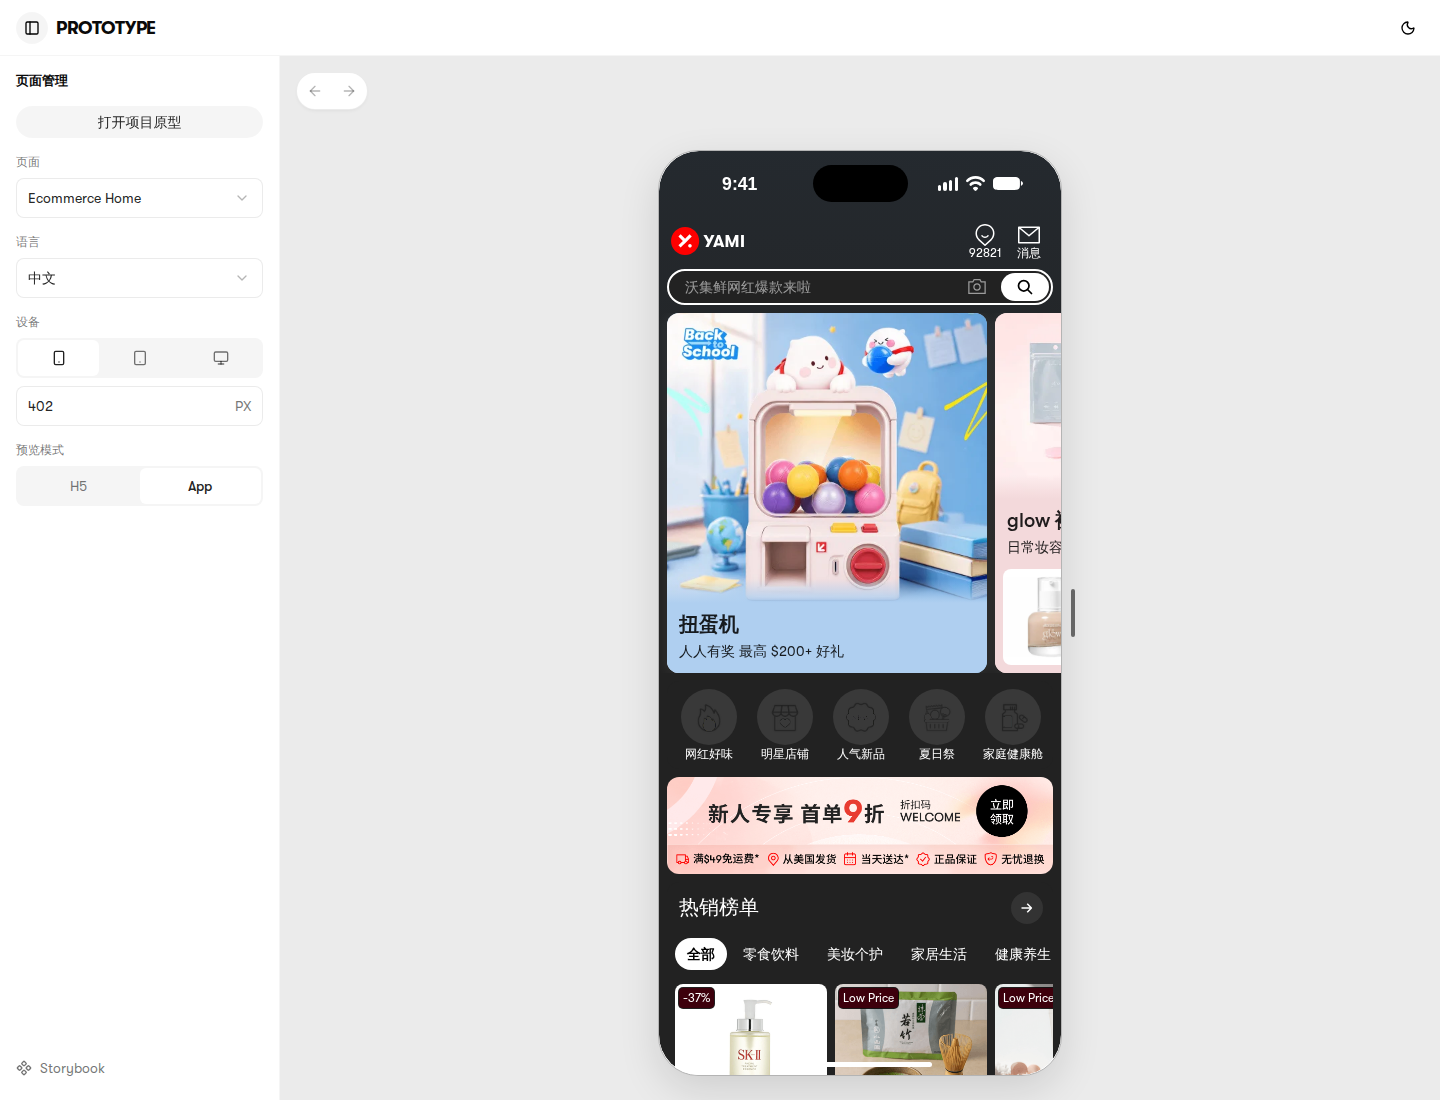 PROTOTYPE
页面管理
打开项目原型
页面
Ecommerce Home
语言
中文
设备
402 PX
预览模式
H5 App
Storybook
9:41
YAMI
92821 消息
沃集鲜网红爆款来啦
Back to School
扭蛋机
人人有奖 最高 $200+ 好礼
glow
日常妆容
网红好味 明星店铺 人气新品 夏日祭 家庭健康舱
新人专享 首单9折 折扣码 WELCOME 立即领取
满$49免运费* 从美国发货 当天送达* 正品保证 无忧退换
热销榜单
全部 零食饮料 美妆个护 家居生活 健康养生
-37% Low Price Low Price
SK-II
若竹